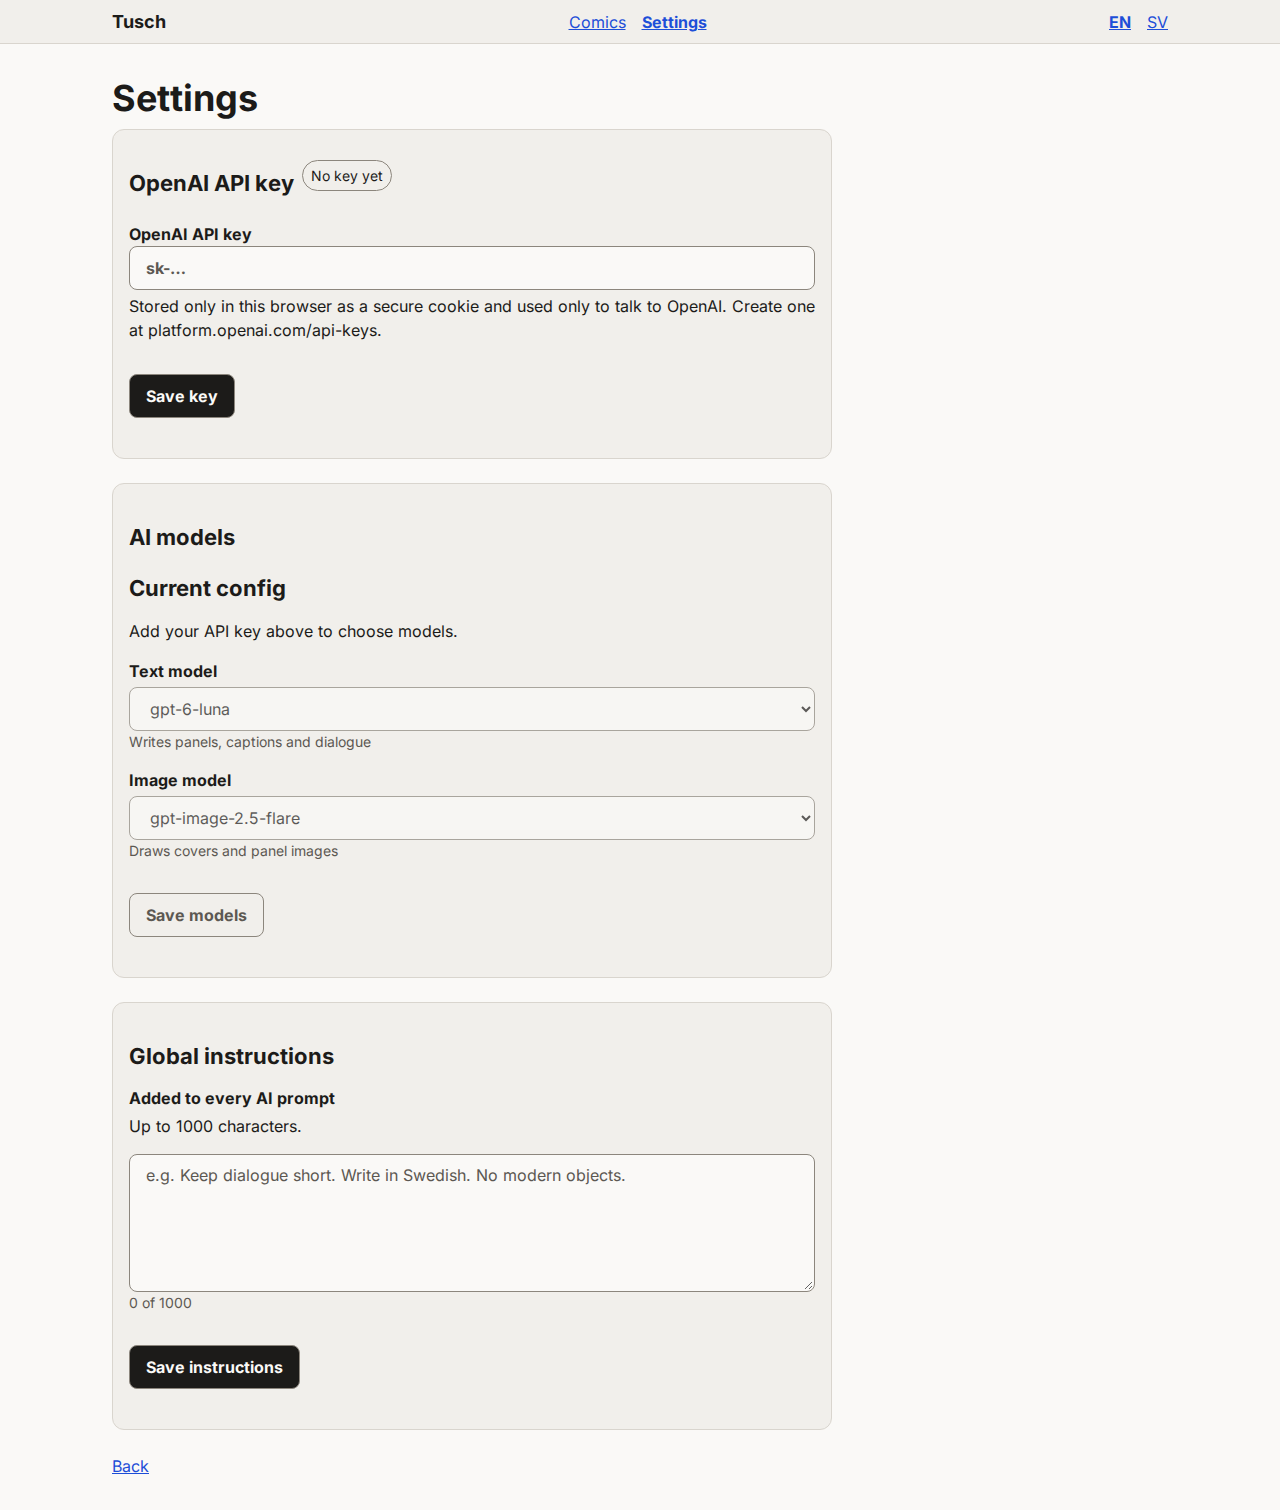 Tusch
Comics Settings
EN SV
Settings
OpenAI API key No key yet
OpenAI API key
sk-...
Stored only in this browser as a secure cookie and used only to talk to OpenAI. Create one
at platform.openai.com/api-keys.
Save key
AI models
Current config
Add your API key above to choose models.
Text model
gpt-6-luna
Writes panels, captions and dialogue
Image model
gpt-image-2.5-flare
Draws covers and panel images
Save models
Global instructions
Added to every AI prompt
Up to 1000 characters.
e.g. Keep dialogue short. Write in Swedish. No modern objects.
0 of 1000
Save instructions
Back